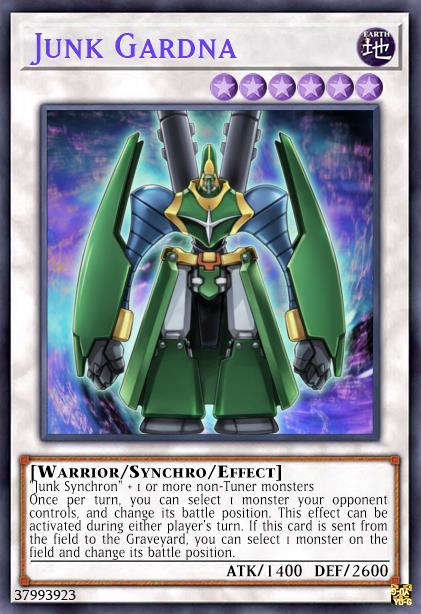 Junk Gardna
EARTH
地
[Warrior/Synchro/Effect]
"Junk Synchron" + 1 or more non-Tuner monsters
Once per turn, you can select 1 monster your opponent
controls, and change its battle position. This effect can be
activated during either player's turn. If this card is sent
from the field to the Graveyard, you can select 1 monster on the
field and change its battle position.
ATK/1400 DEF/2600
37993923